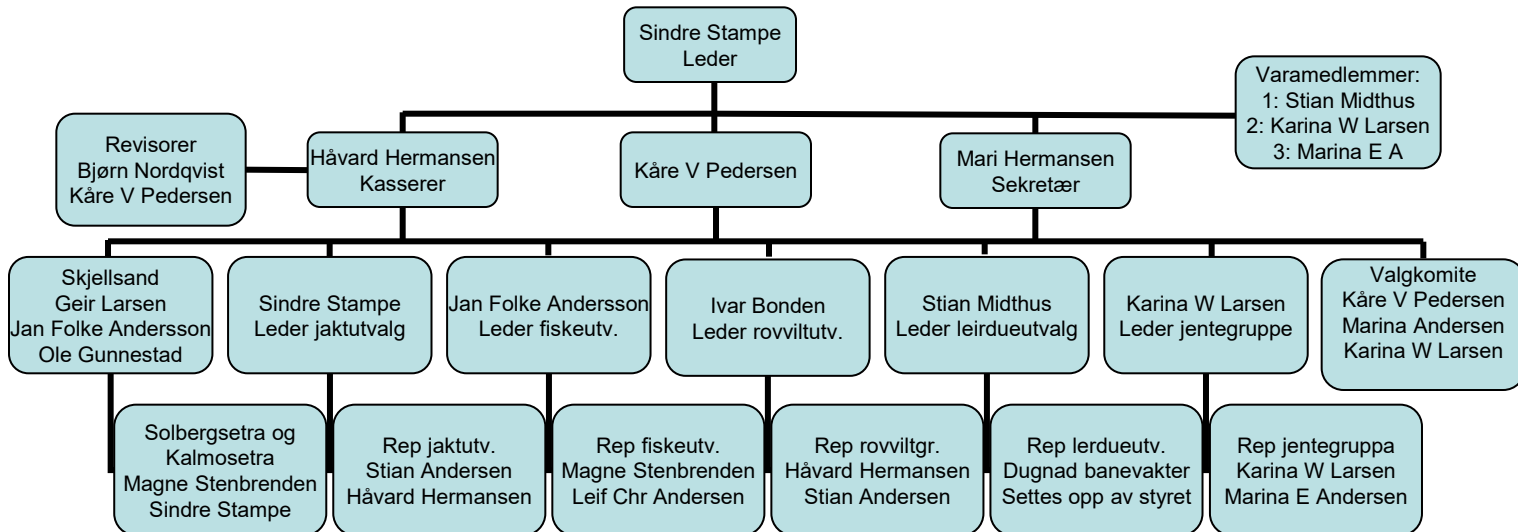 Sindre Stampe
Leder
Varamedlemmer:
1: Stian Midthus
2: Karina W Larsen
3: Marina E A
Revisorer
Bjørn Nordqvist
Kåre V Pedersen
Håvard Hermansen
Kasserer
Kåre V Pedersen
Mari Hermansen
Sekretær
Skjellsand
Geir Larsen
Jan Folke Andersson
Ole Gunnestad
Sindre Stampe
Leder jaktutvalg
Jan Folke Andersson
Leder fiskeutv.
Ivar Bonden
Leder rovviltutv.
Stian Midthus
Leder leirdueutvalg
Karina W Larsen
Leder jentegruppe
Valgkomite
Kåre V Pedersen
Marina Andersen
Karina W Larsen
Solbergsetra og
Kalmosetra
Magne Stenbrenden
Sindre Stampe
Rep jaktutv.
Stian Andersen
Håvard Hermansen
Rep fiskeutv.
Magne Stenbrenden
Leif Chr Andersen
Rep rovviltgr.
Håvard Hermansen
Stian Andersen
Rep lerdueutv.
Dugnad banevakter
Settes opp av styret
Rep jentegruppa
Karina W Larsen
Marina E Andersen